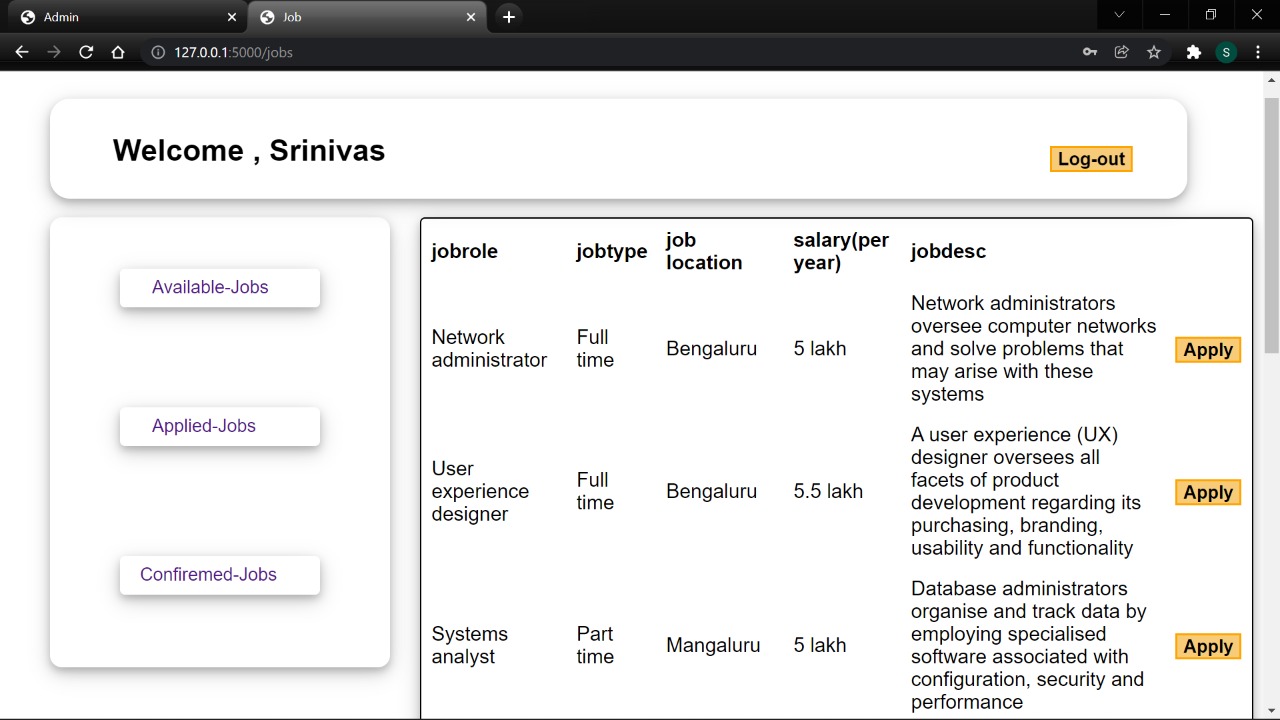 Admin
Job
127.0.0.1:5000/jobs
S
Welcome , Srinivas
Log-out
Available-Jobs
Applied-Jobs
Confiremed-Jobs
jobrole
jobtype
job
location
salary(per
year)
jobdesc
Network
administrator
Full
time
Bengaluru
5 lakh
Network administrators
oversee computer networks
and solve problems that
may arise with these
systems
Apply
User
experience
designer
Full
time
Bengaluru
5.5 lakh
A user experience (UX)
designer oversees all
facets of product
development regarding its
purchasing, branding,
usability and functionality
Apply
Systems
analyst
Part
time
Mangaluru
5 lakh
Database administrators
organise and track data by
employing specialised
software associated with
configuration, security and
performance
Apply